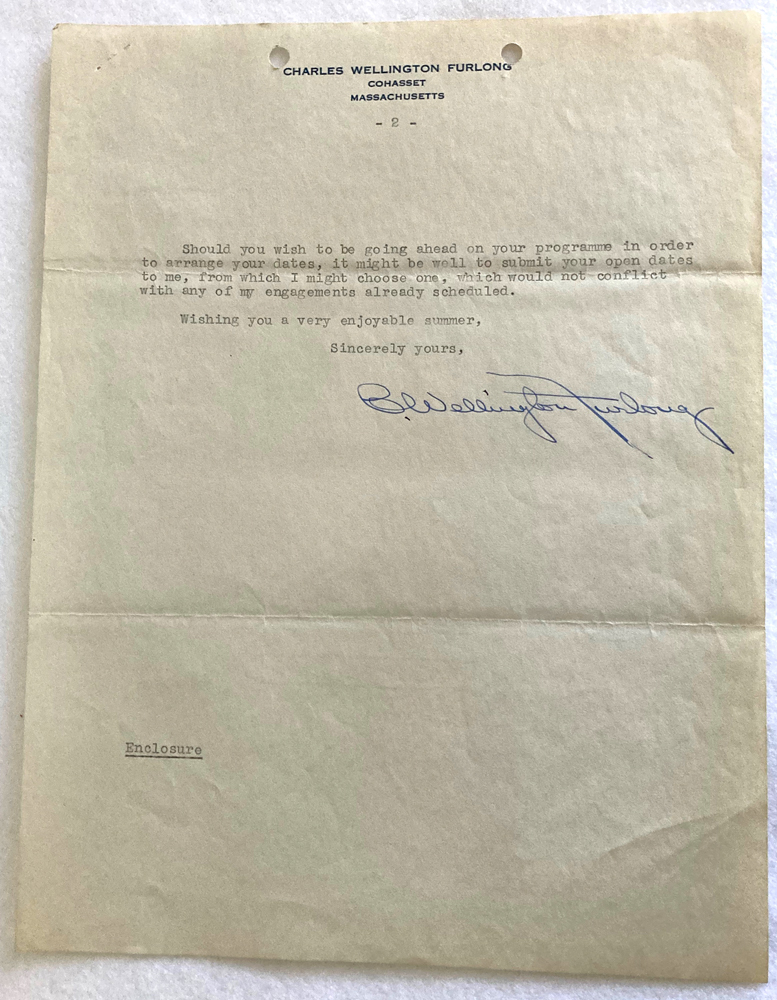 CHARLES WELLINGTON FURLONG
COHASSET
MASSACHUSETTS
- 2 -
Should you wish to be going ahead on your programme in order
to arrange your dates, it might be well to submit your open dates
to me, from which I might choose one, which would not conflict
with any of my engagements already scheduled.
Wishing you a very enjoyable summer,
Sincerely yours,
C. Wellington Furlong
Enclosure